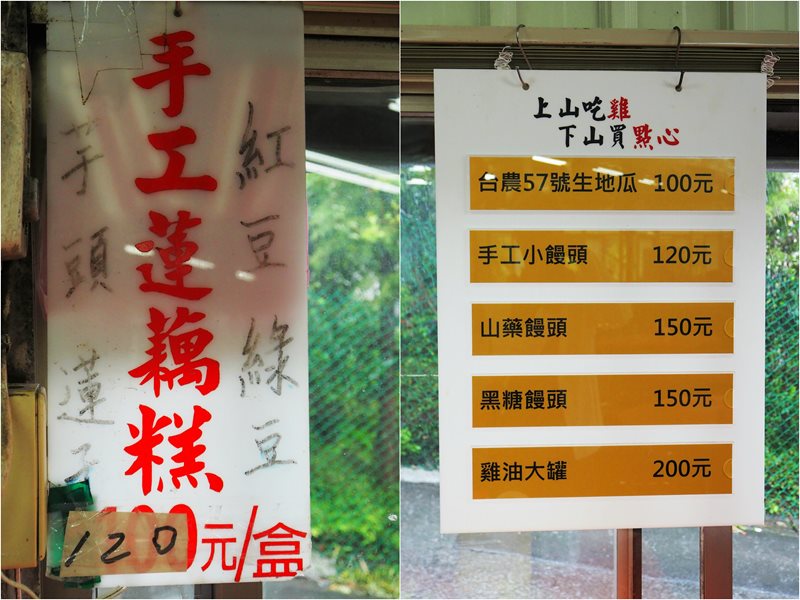 手工蓮藕糕
紅豆 綠豆
芋頭 蓮子
120元/盒
上山吃雞
下山買點心
台農57號生地瓜 100元
手工小饅頭 120元
山藥饅頭 150元
黑糖饅頭 150元
雞油大罐 200元